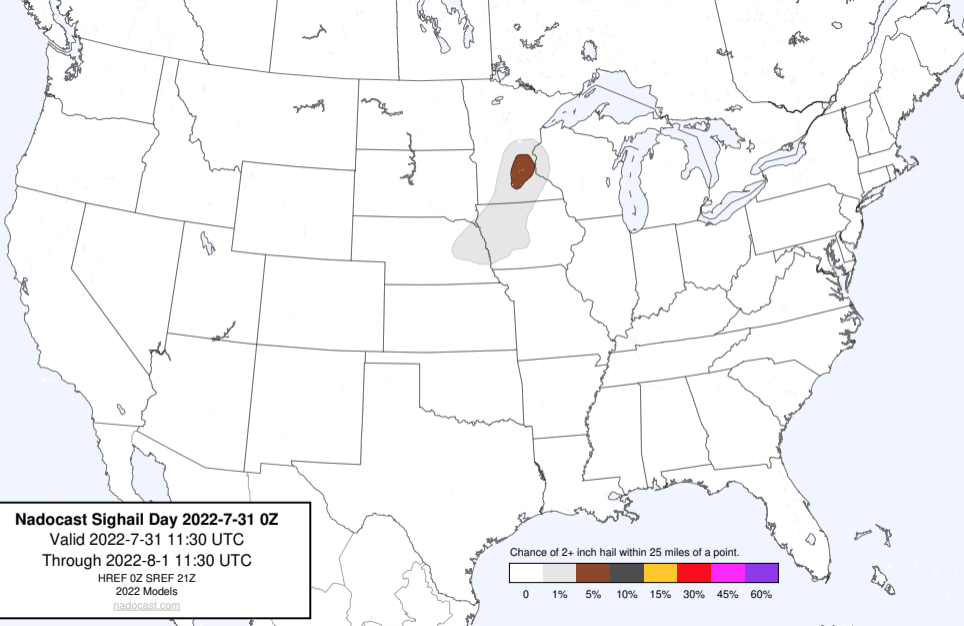 Nadocast Sighail Day 2022-7-31 0Z
Valid 2022-7-31 11:30 UTC
Through 2022-8-1 11:30 UTC
HREF 0Z SREF 21Z
2022 Models
nadocast.com
Chance of 2+ inch hail within 25 miles of a point.
0 1% 5% 10% 15% 30% 45% 60%